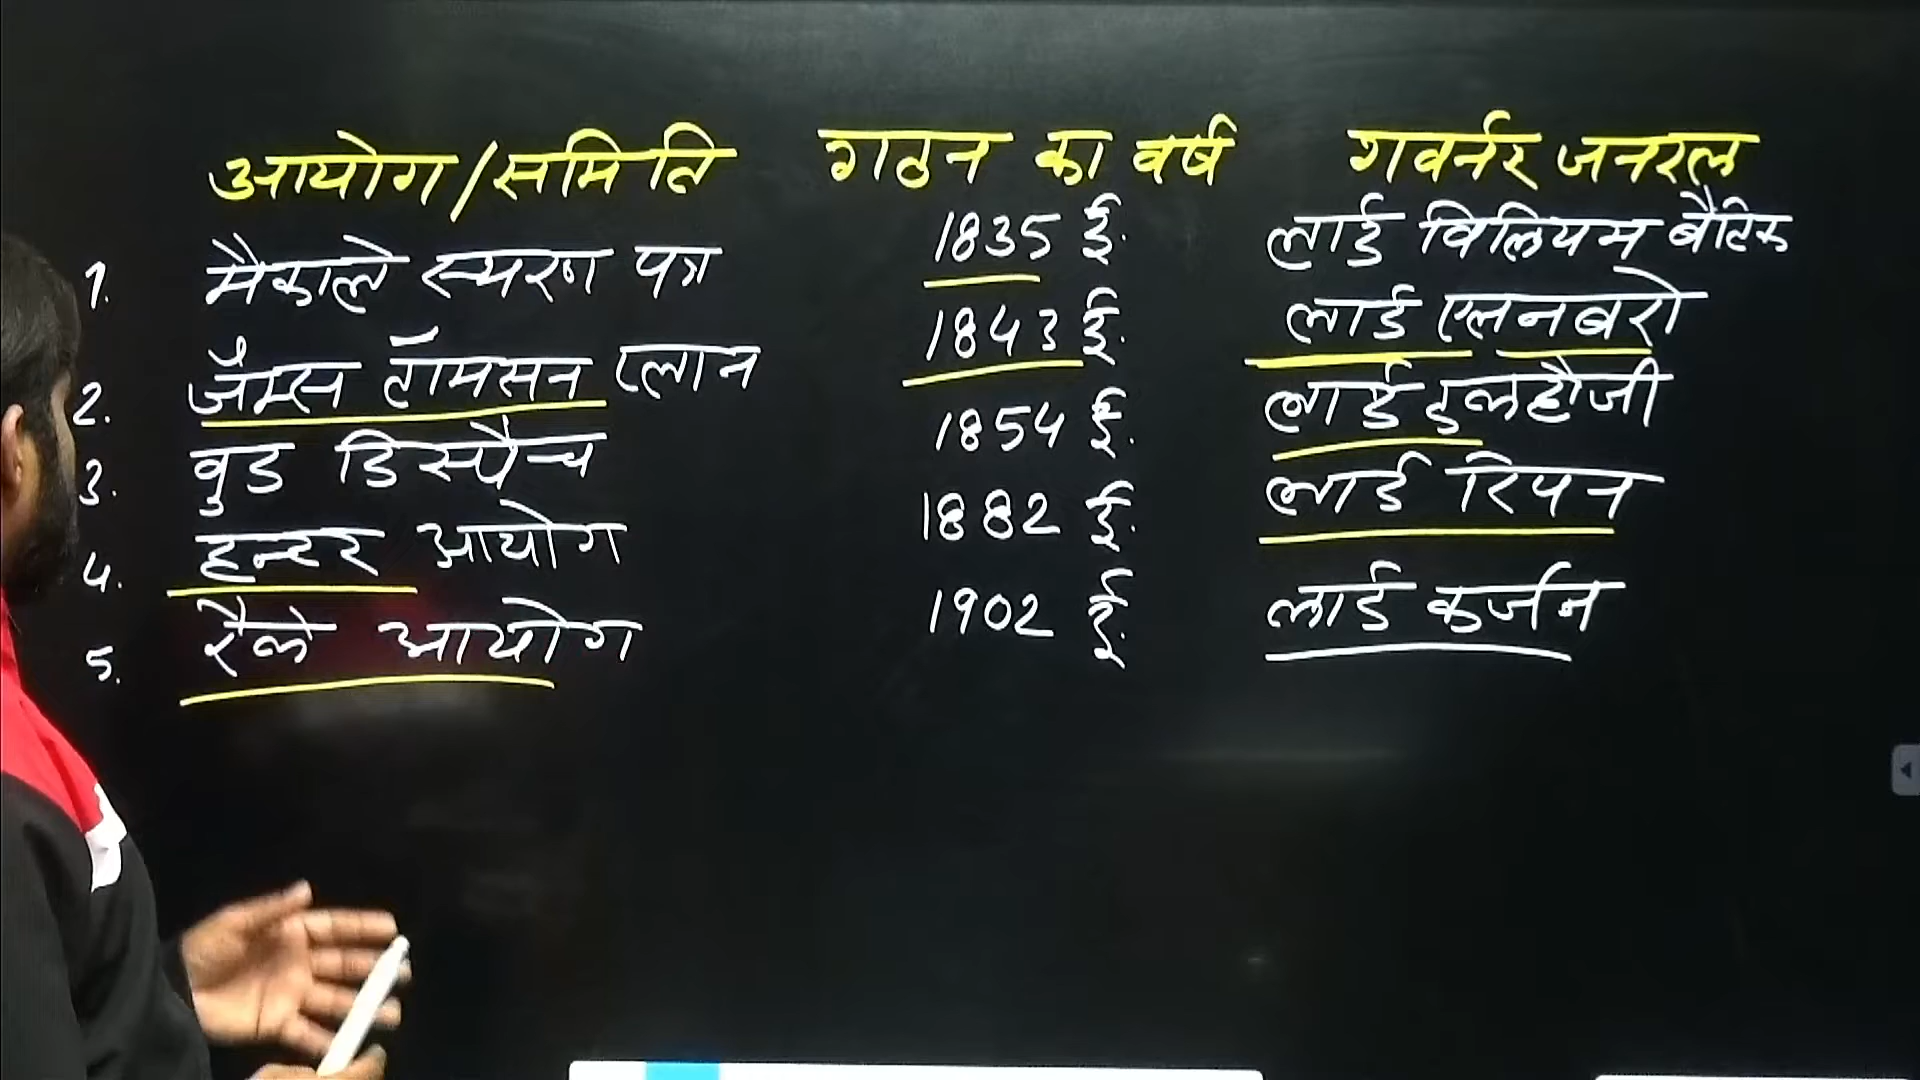 आयोग/समिति गठन का वर्ष गवर्नर जनरल
1. मैकाले स्मरण पत्र 1835 ई. लार्ड विलियम बैंटिक
2. जॅम्स टॉमसन प्लान 1843 ई. लार्ड एलनबरो
3. वुड डिस्पैच 1854 ई. लार्ड डलहौजी
4. हन्टर आयोग 1882 ई. लार्ड रिपन
5. रैले आयोग 1902 ई. लार्ड कर्जन